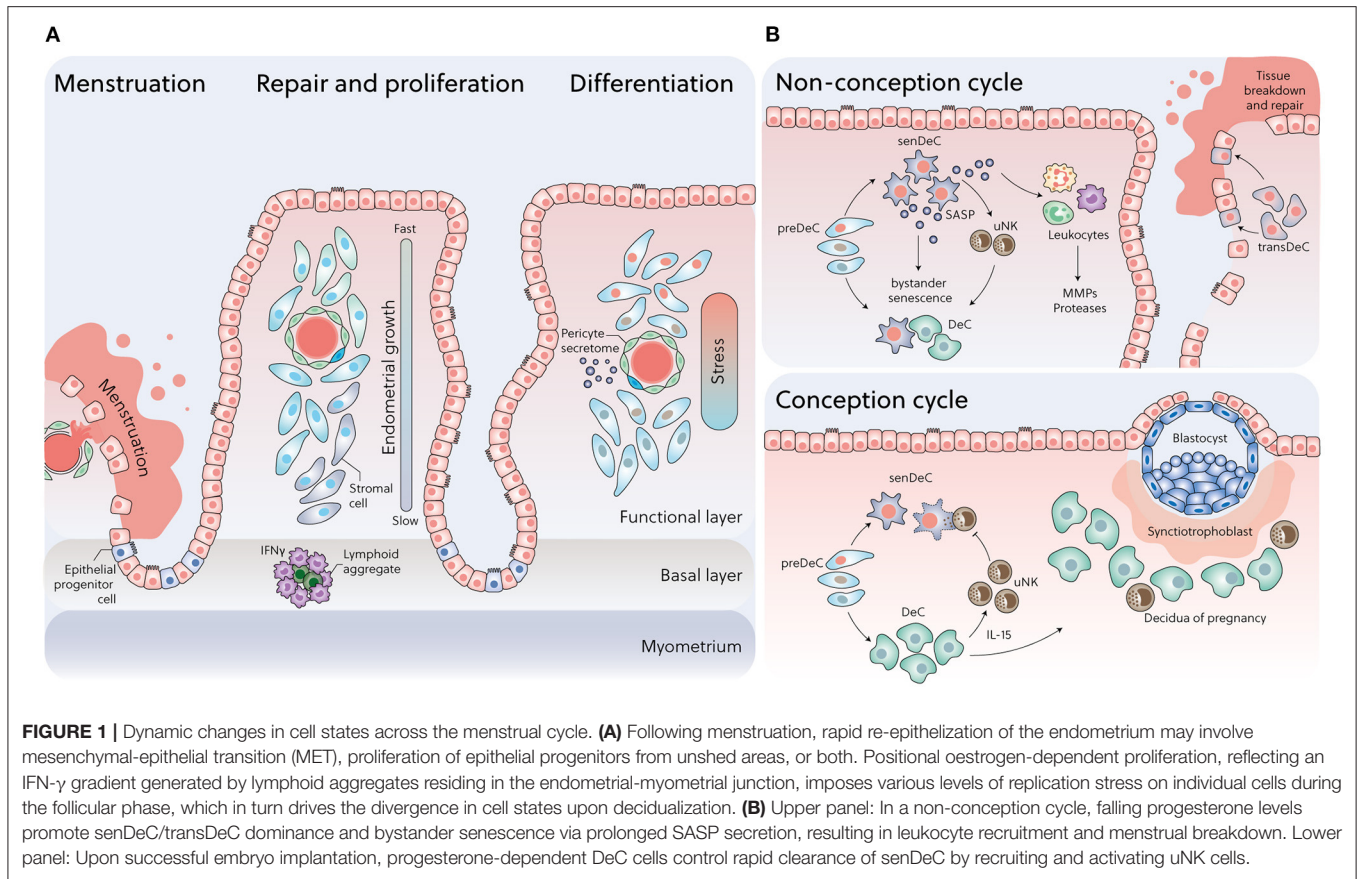 A
Menstruation
Repair and proliferation
Differentiation
Fast
Endometrial growth
Slow
Stromal
cell
Pericyte
secretome
Stress
Menstruation
Functional layer
Epithelial
progenitor
cell
IFNγ
Lymphoid
aggregate
Basal layer
Myometrium
B
Non-conception cycle
Tissue
breakdown
and repair
senDeC
SASP
preDeC
uNK
Leukocytes
transDeC
bystander
senescence
MMPs
Proteases
DeC
Conception cycle
Blastocyst
senDeC
Synctiotrophoblast
preDeC
uNK
DeC
IL-15
Decidua of pregnancy
FIGURE 1 | Dynamic changes in cell states across the menstrual cycle. (A) Following menstruation, rapid re-epithelization of the endometrium may involve
mesenchymal-epithelial transition (MET), proliferation of epithelial progenitors from unshed areas, or both. Positional oestrogen-dependent proliferation, reflecting an
IFN-γ gradient generated by lymphoid aggregates residing in the endometrial-myometrial junction, imposes various levels of replication stress on individual cells during
the follicular phase, which in turn drives the divergence in cell states upon decidualization. (B) Upper panel: In a non-conception cycle, falling progesterone levels
promote senDeC/transDeC dominance and bystander senescence via prolonged SASP secretion, resulting in leukocyte recruitment and menstrual breakdown. Lower
panel: Upon successful embryo implantation, progesterone-dependent DeC cells control rapid clearance of senDeC by recruiting and activating uNK cells.